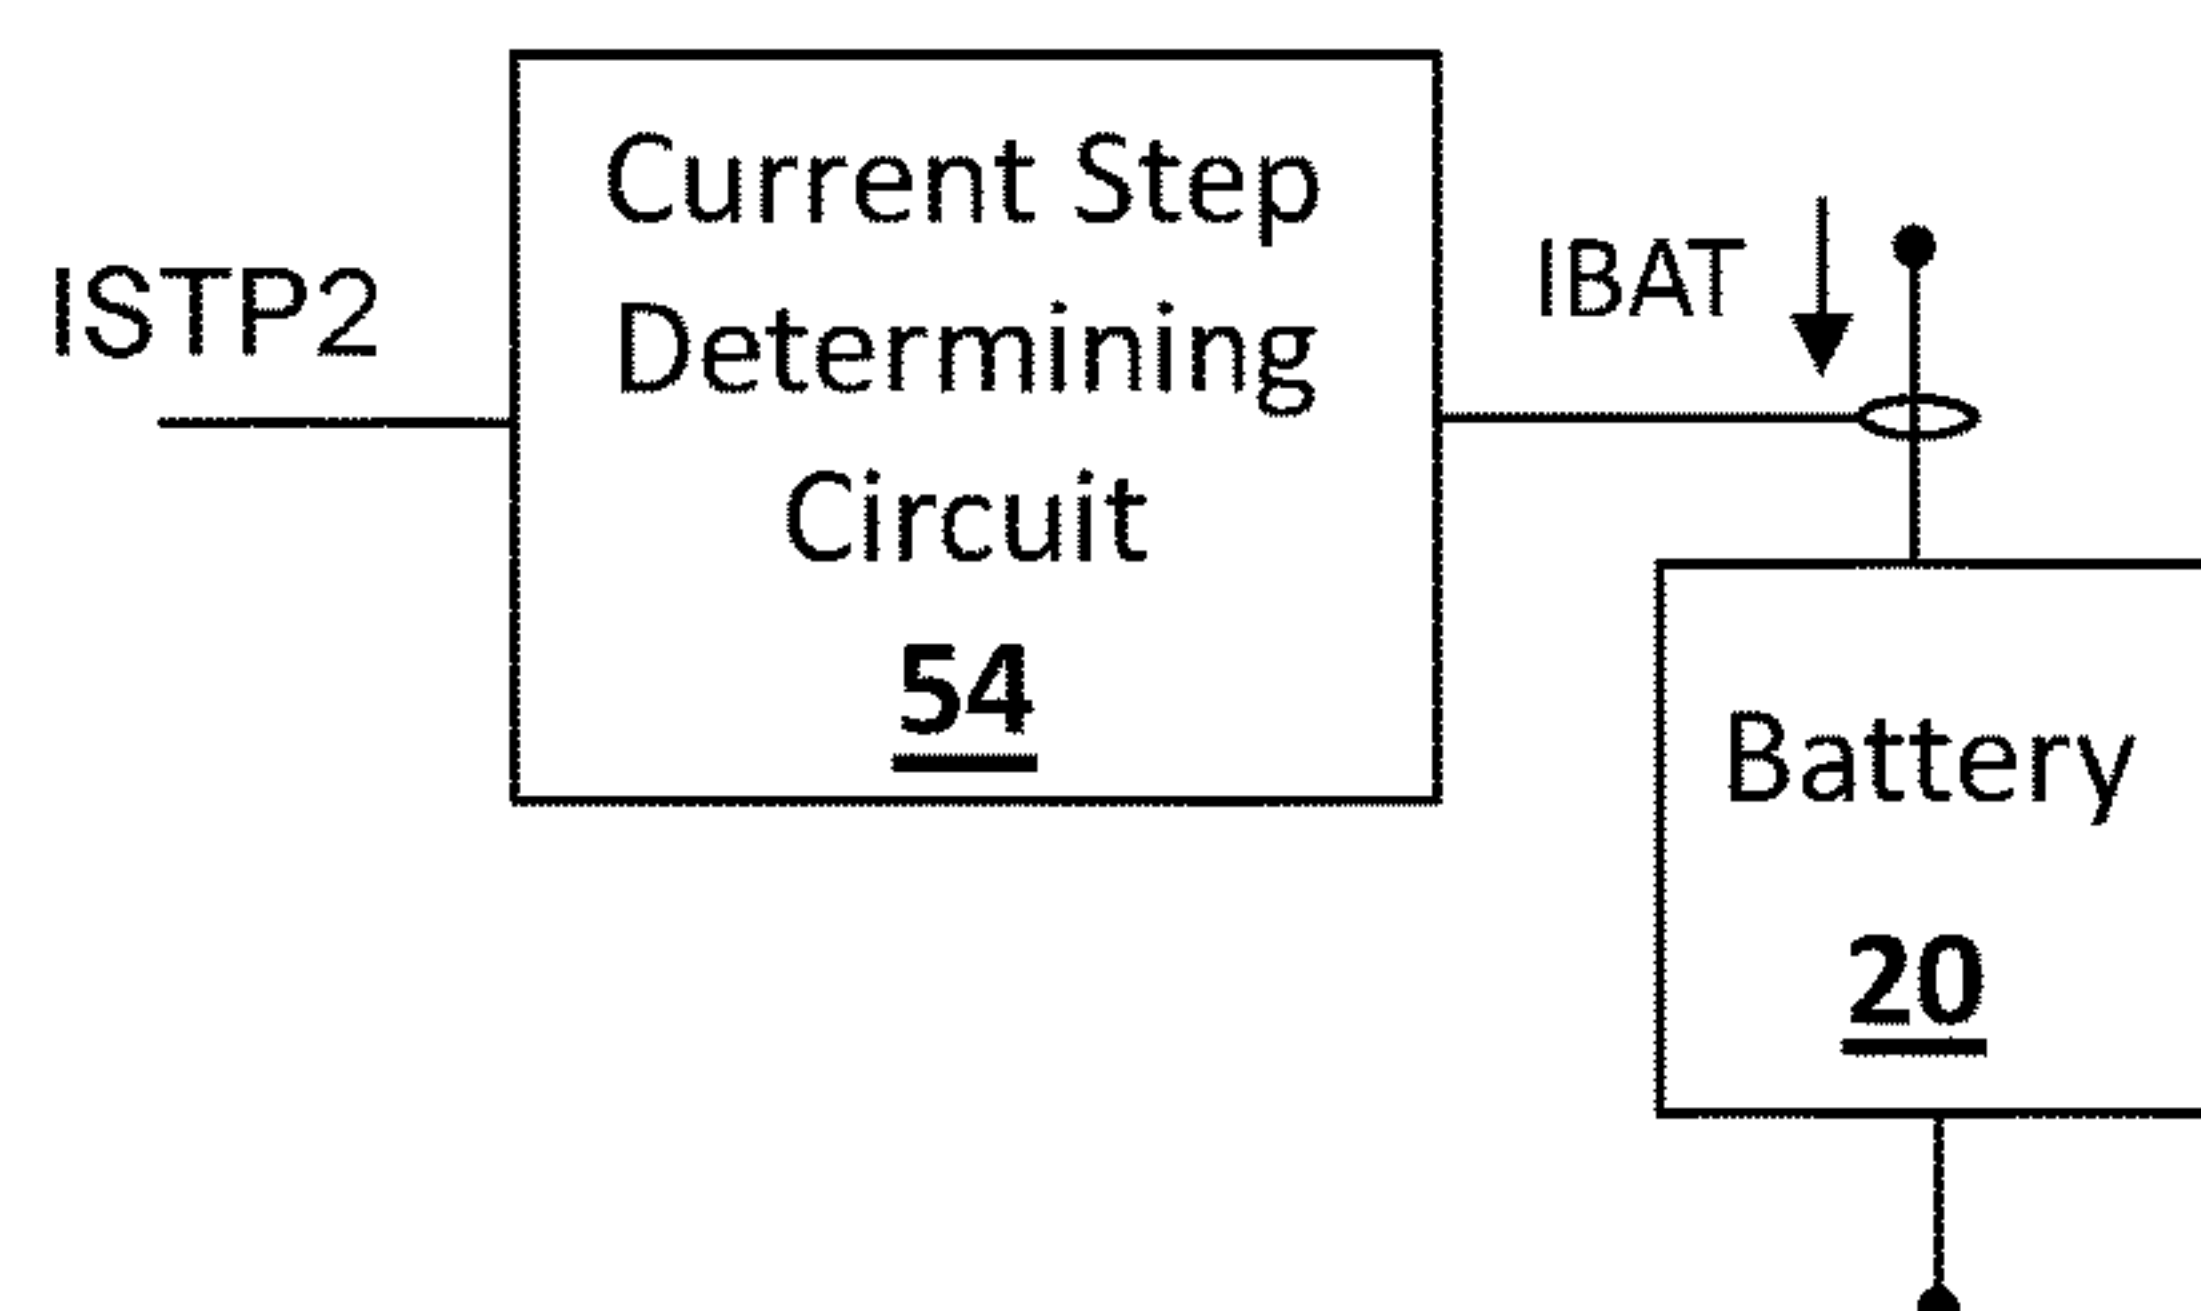 Current Step
Determining
Circuit
54
ISTP2
IBAT
Battery
20